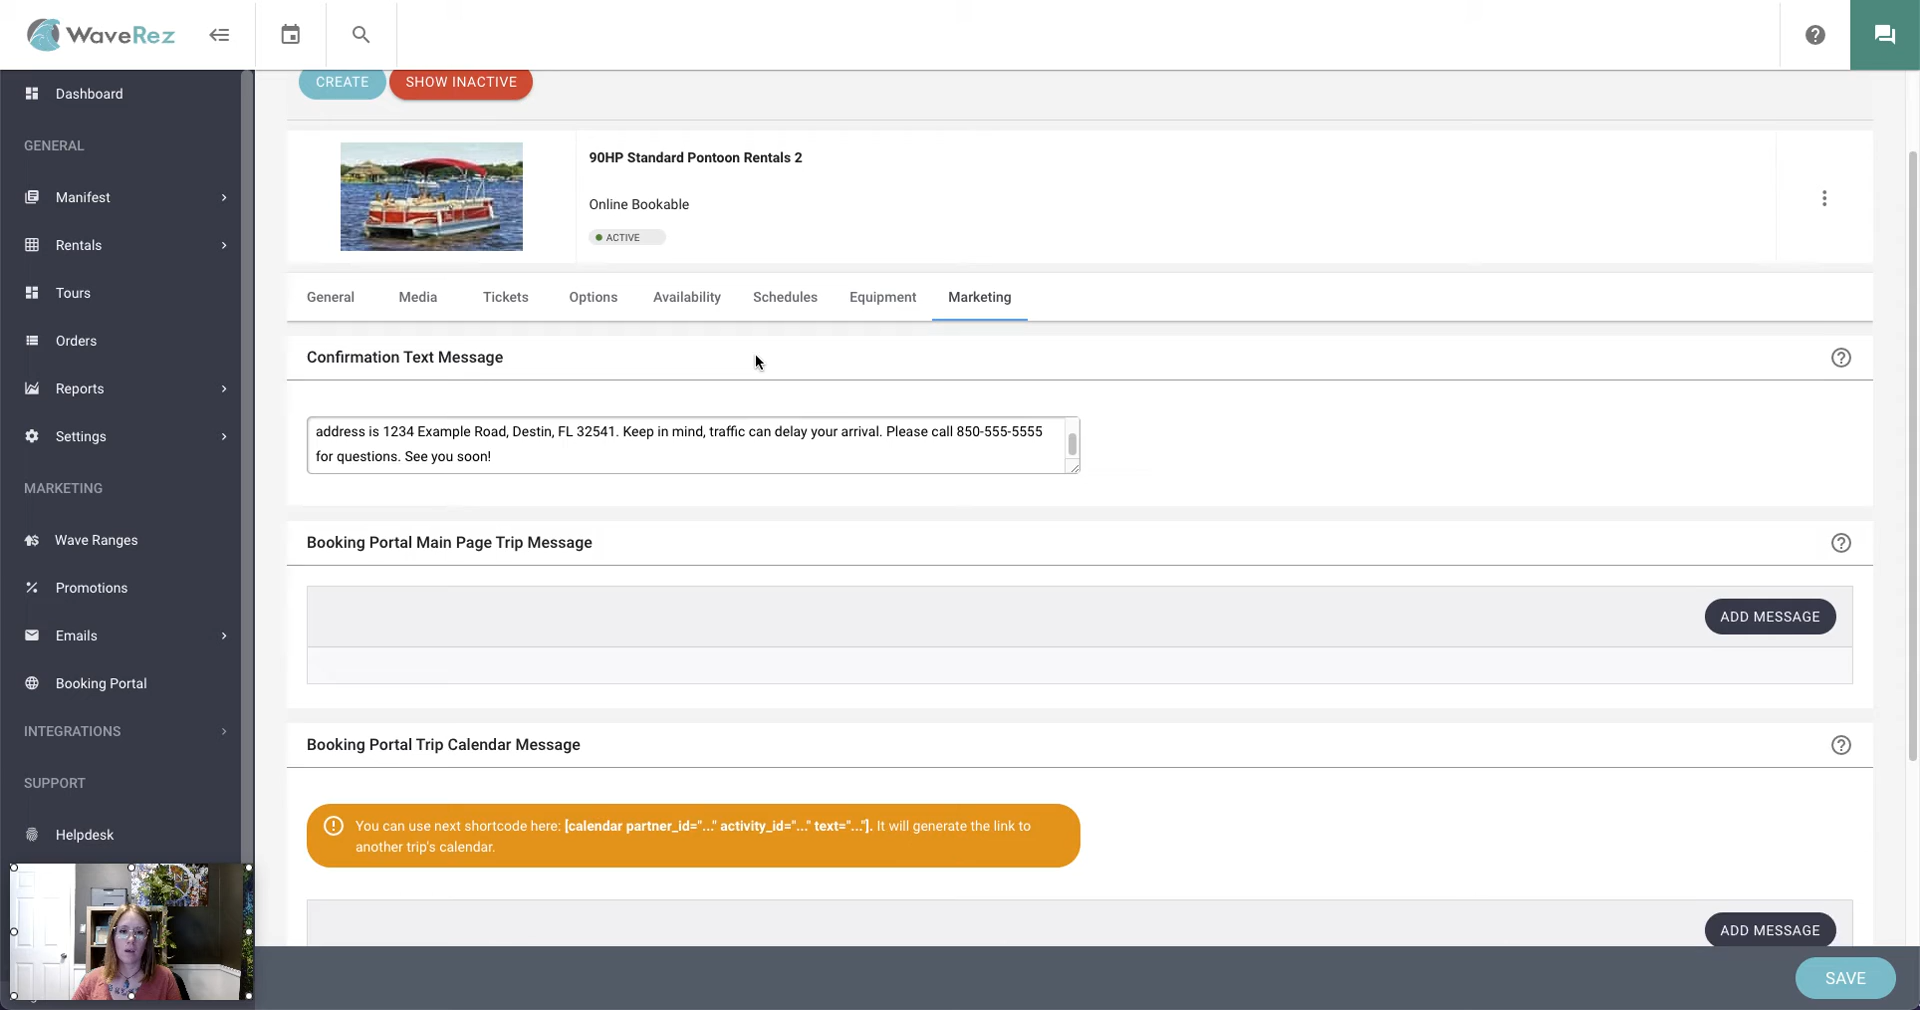 WaveRez
Dashboard
GENERAL
Manifest
Rentals
Tours
Orders
Reports
Settings
MARKETING
Wave Ranges
Promotions
Emails
Booking Portal
INTEGRATIONS
SUPPORT
Helpdesk
CREATE
SHOW INACTIVE
90HP Standard Pontoon Rentals 2
Online Bookable
ACTIVE
General Media Tickets Options Availability Schedules Equipment Marketing
Confirmation Text Message
address is 1234 Example Road, Destin, FL 32541. Keep in mind, traffic can delay your arrival. Please call 850-555-5555
for questions. See you soon!
Booking Portal Main Page Trip Message
ADD MESSAGE
Booking Portal Trip Calendar Message
You can use next shortcode here: [calendar partner_id="..." activity_id="..." text="..."]. It will generate the link to
another trip's calendar.
ADD MESSAGE
SAVE